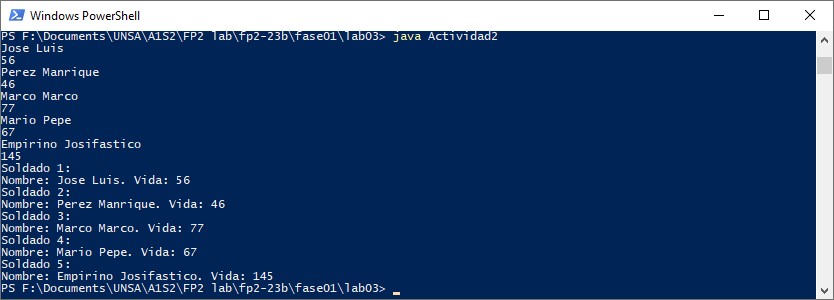 Windows PowerShell
PS F:\Documents\UNSA\A1S2\FP2 lab\fp2-23b\fase01\lab03> java Actividad2
Jose Luis
56
Perez Manrique
46
Marco Marco
77
Mario Pepe
67
Empirino Josifastico
145
Soldado 1:
Nombre: Jose Luis. Vida: 56
Soldado 2:
Nombre: Perez Manrique. Vida: 46
Soldado 3:
Nombre: Marco Marco. Vida: 77
Soldado 4:
Nombre: Mario Pepe. Vida: 67
Soldado 5:
Nombre: Empirino Josifastico. Vida: 145
PS F:\Documents\UNSA\A1S2\FP2 lab\fp2-23b\fase01\lab03>